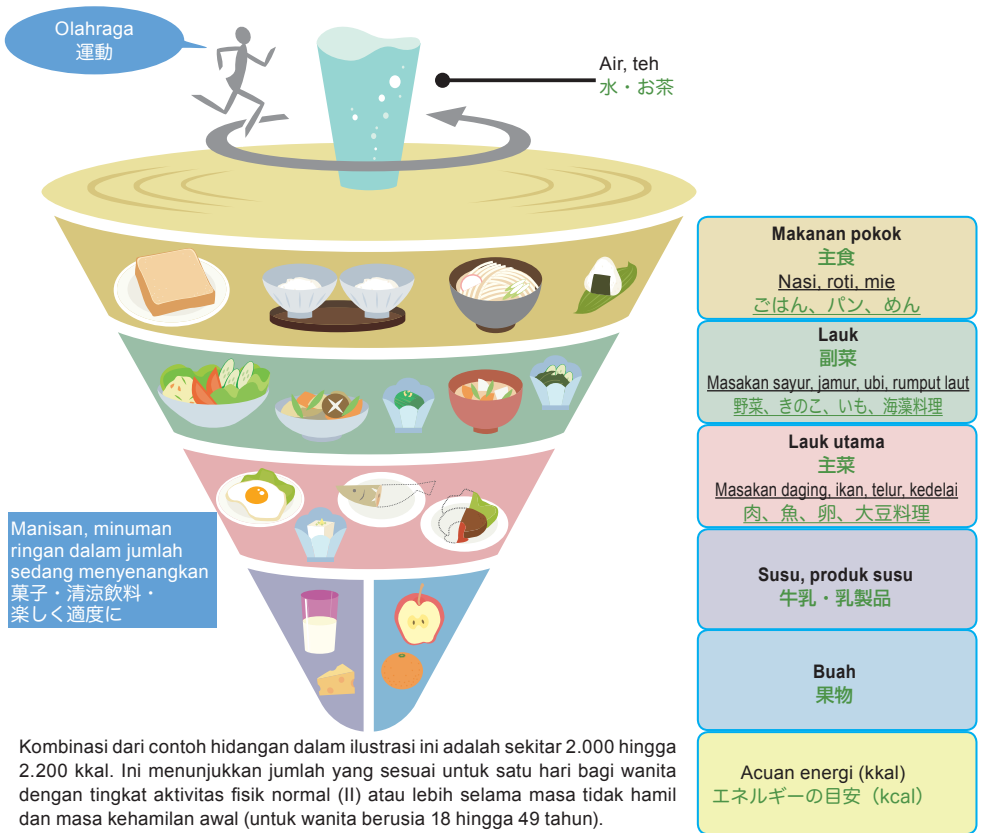 Olahraga
運動
Air, teh
水・お茶
Makanan pokok
主食
Nasi, roti, mie
ごはん、パン、めん
Lauk
副菜
Masakan sayur, jamur, ubi, rumput laut
野菜、きのこ、いも、海藻料理
Lauk utama
主菜
Masakan daging, ikan, telur, kedelai
肉、魚、卵、大豆料理
Manisan, minuman
ringan dalam jumlah
sedang menyenangkan
菓子・清涼飲料・
楽しく適度に
Susu, produk susu
牛乳・乳製品
Buah
果物
Kombinasi dari contoh hidangan dalam ilustrasi ini adalah sekitar 2.000 hingga
2.200 kkal. Ini menunjukkan jumlah yang sesuai untuk satu hari bagi wanita
dengan tingkat aktivitas fisik normal (II) atau lebih selama masa tidak hamil
dan masa kehamilan awal (untuk wanita berusia 18 hingga 49 tahun).
Acuan energi (kkal)
エネルギーの目安（kcal）